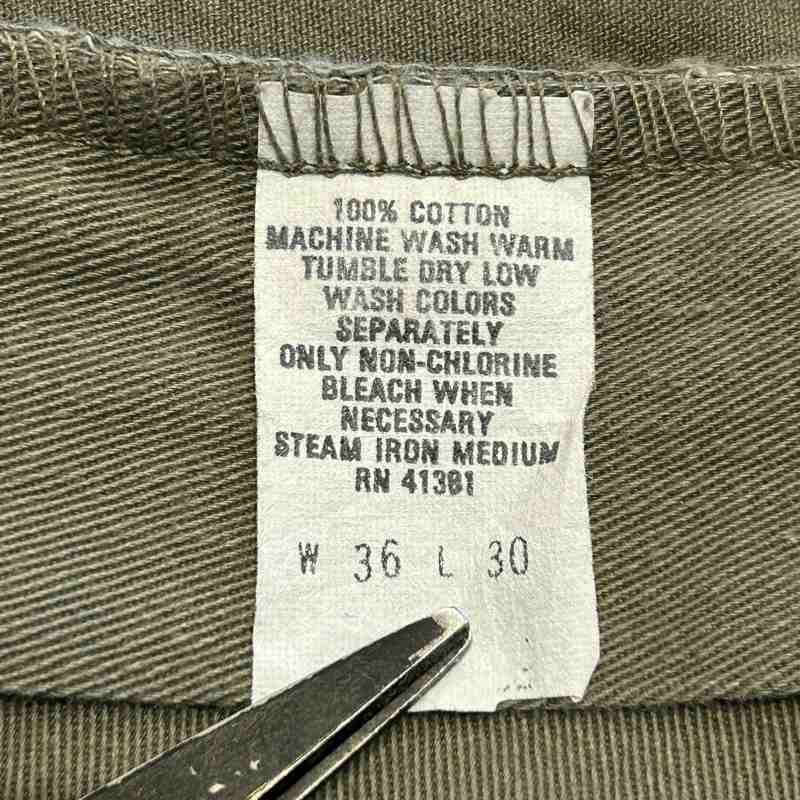 100% COTTON
MACHINE WASH WARM
TUMBLE DRY LOW
WASH COLORS
SEPARATELY
ONLY NON-CHLORINE
BLEACH WHEN
NECESSARY
STEAM IRON MEDIUM
RN 41381
W 36 L 30